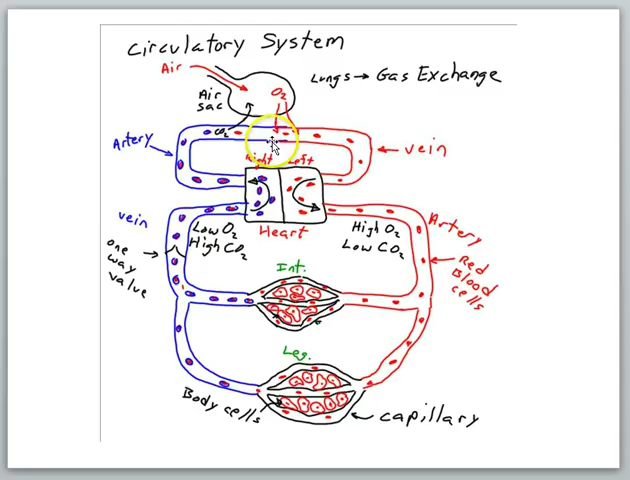 Circulatory System
Air
Lungs → Gas Exchange
Air
sac
O2
CO2
Artery
vein
Right
Left
vein
Low O2
High CO2
Heart
High O2
Low CO2
Artery
one
way
valve
Red
Blood
cells
Int.
Leg.
Body cells
capillary